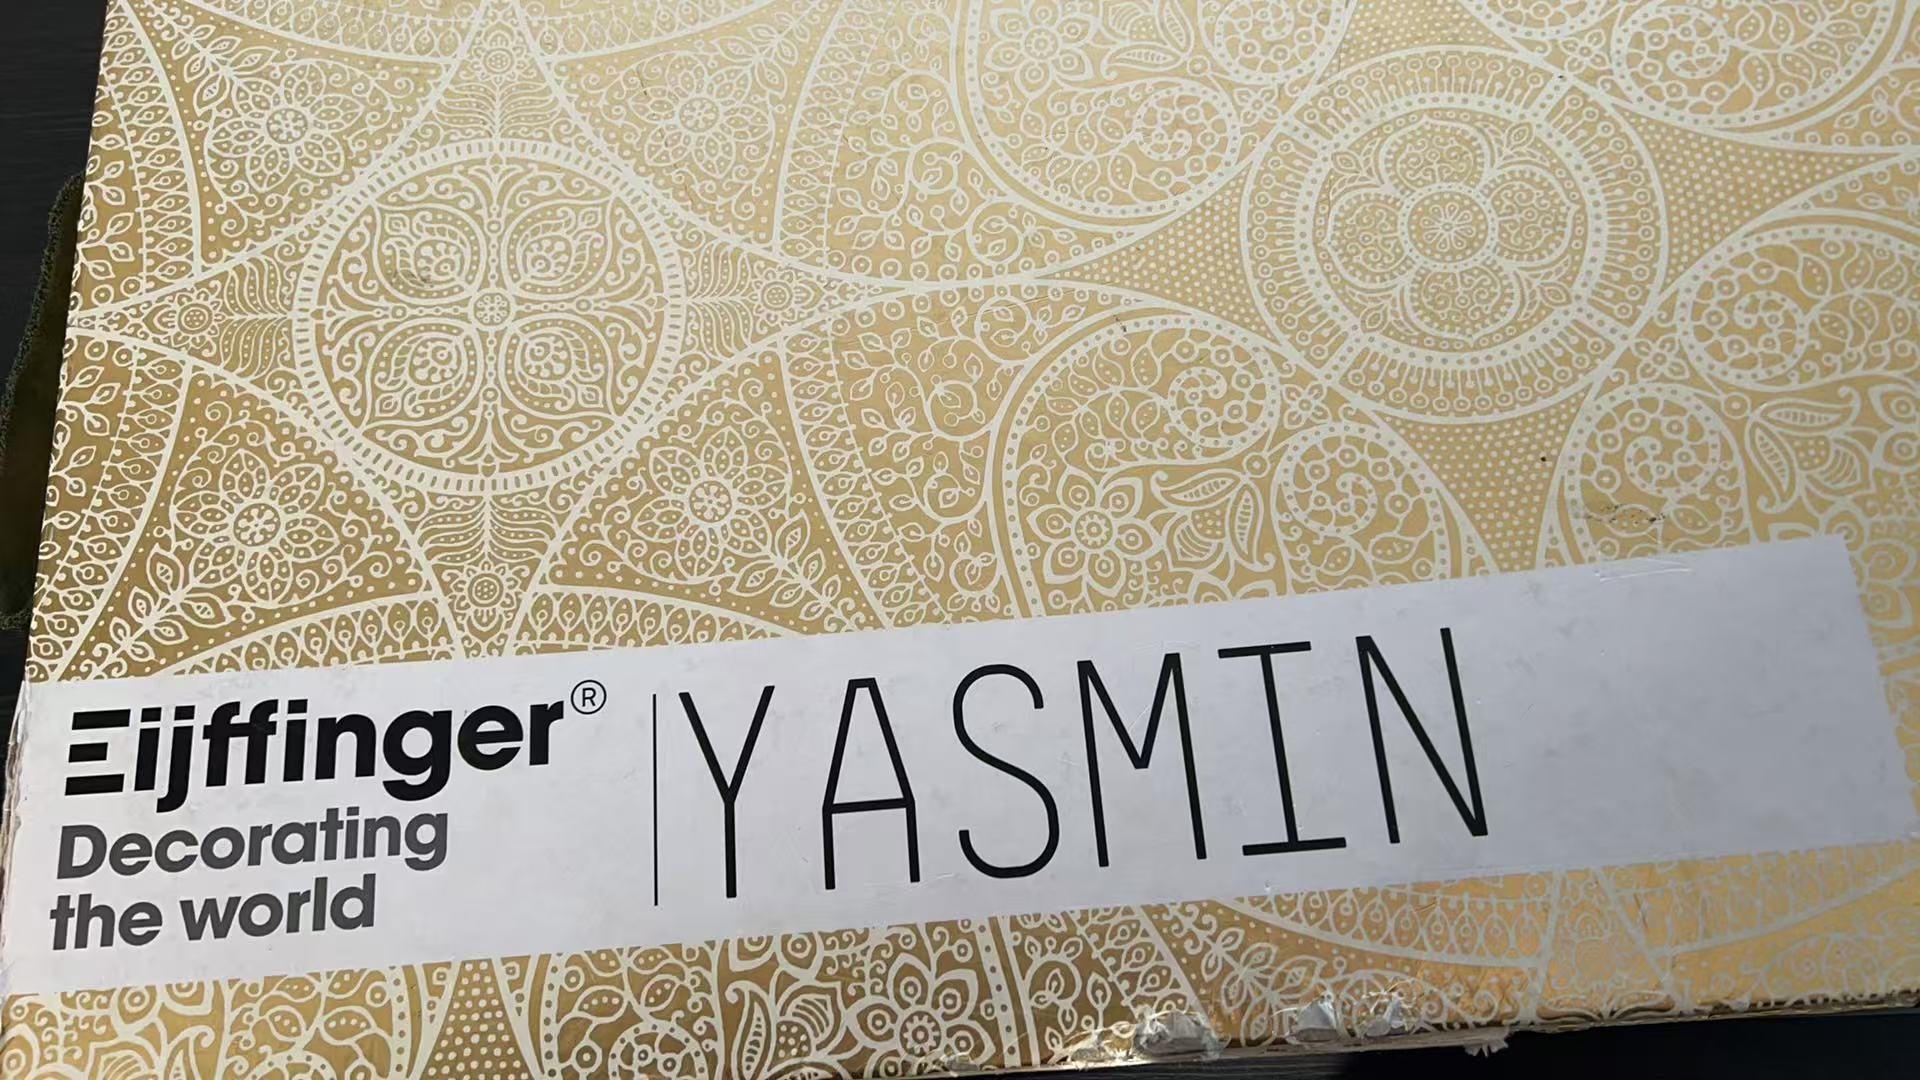 Eijffinger®
Decorating
the world
YASMIN